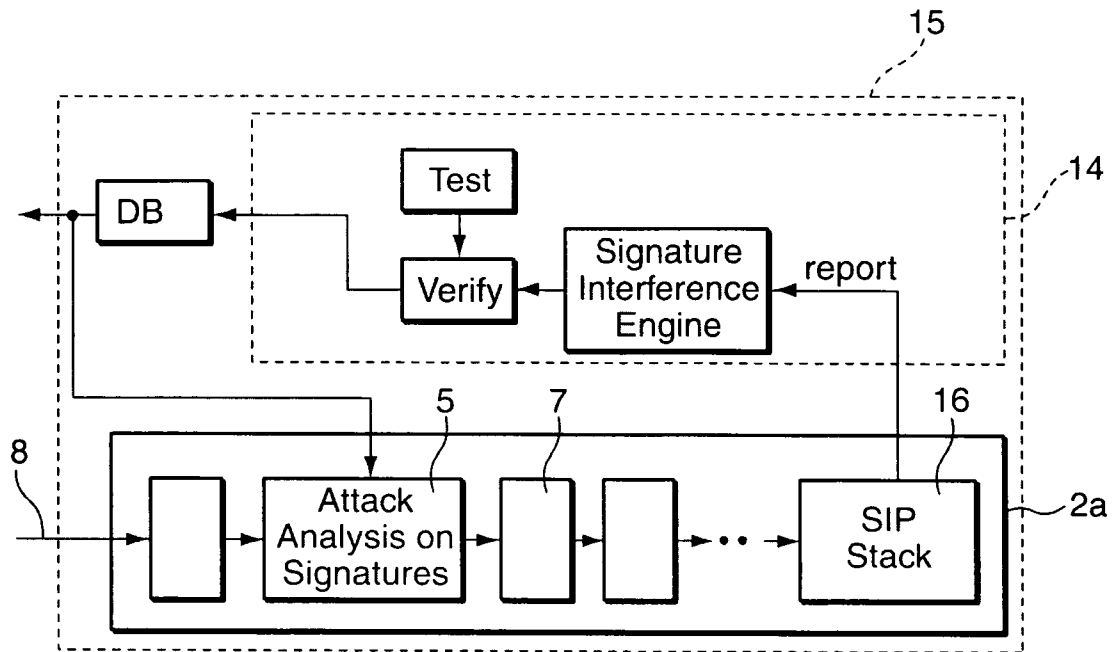 15
14
Test
DB
Verify
Signature
Interference
Engine
report
5
7
16
8
2a
Attack
Analysis on
Signatures
SIP
Stack